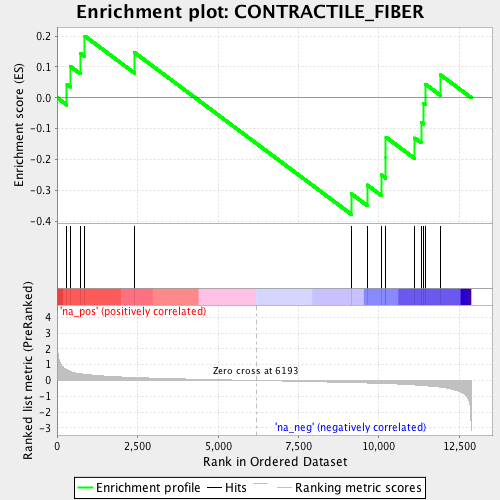 Enrichment plot: CONTRACTILE_FIBER
Enrichment score (ES)
0.2
0.1
0.0
-0.1
-0.2
-0.3
-0.4
'na_pos' (positively correlated)
Ranked list metric (PreRanked)
4
3
2
1
0
-1
-2
-3
Zero cross at 6193
'na_neg' (negatively correlated)
0
2,500
5,000
7,500
10,000
12,500
Rank in Ordered Dataset
Enrichment profile
Hits
Ranking metric scores